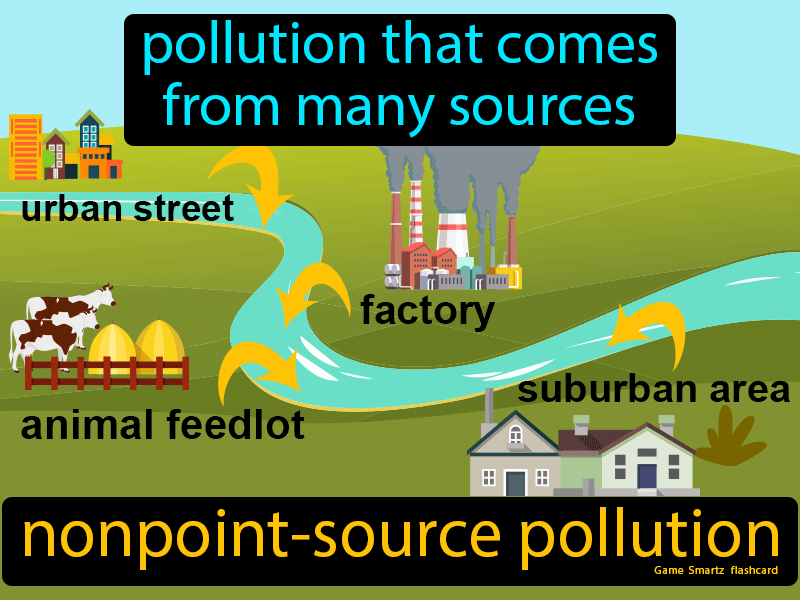 pollution that comes
from many sources
urban street
factory
suburban area
animal feedlot
nonpoint-source pollution
Game Smartz flashcard